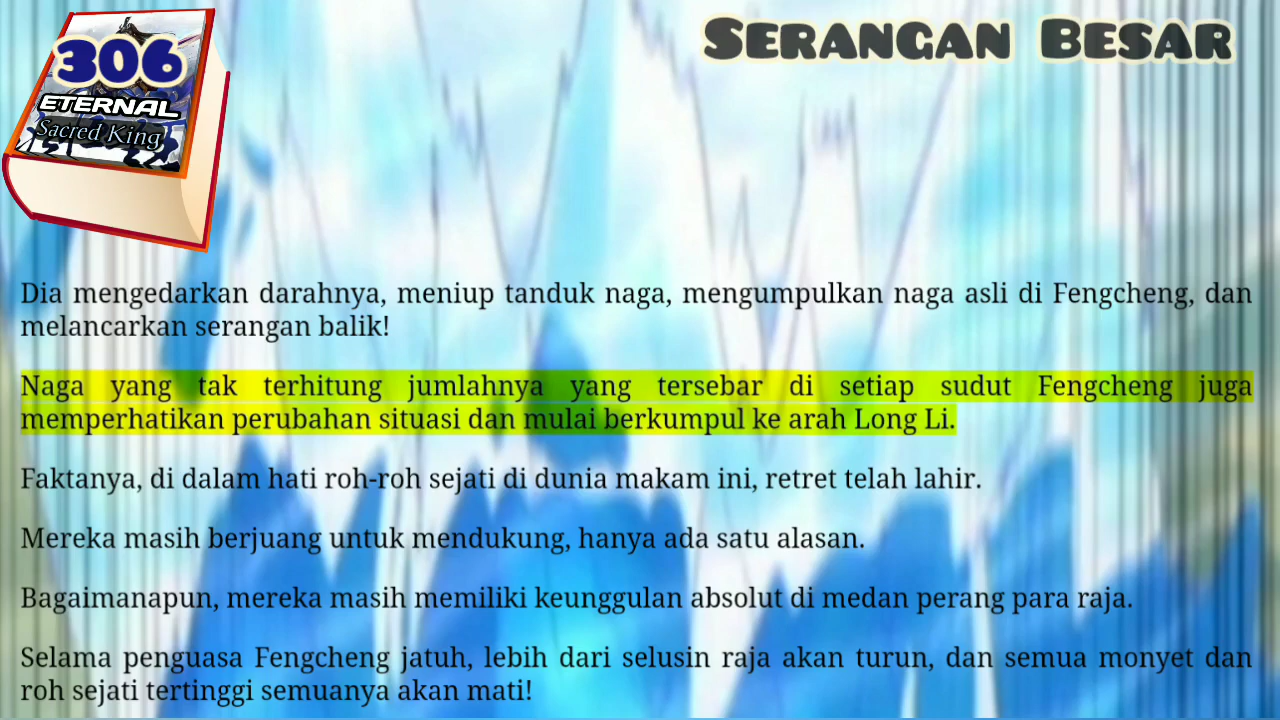 306
ETERNAL
Sacred King
SERANGAN BESAR
Dia mengedarkan darahnya, meniup tanduk naga, mengumpulkan naga asli di Fengcheng, dan
melancarkan serangan balik!
Naga yang tak terhitung jumlahnya yang tersebar di setiap sudut Fengcheng juga
memperhatikan perubahan situasi dan mulai berkumpul ke arah Long Li.
Faktanya, di dalam hati roh-roh sejati di dunia makam ini, retret telah lahir.
Mereka masih berjuang untuk mendukung, hanya ada satu alasan.
Bagaimanapun, mereka masih memiliki keunggulan absolut di medan perang para raja.
Selama penguasa Fengcheng jatuh, lebih dari selusin raja akan turun, dan semua monyet dan
roh sejati tertinggi semuanya akan mati!